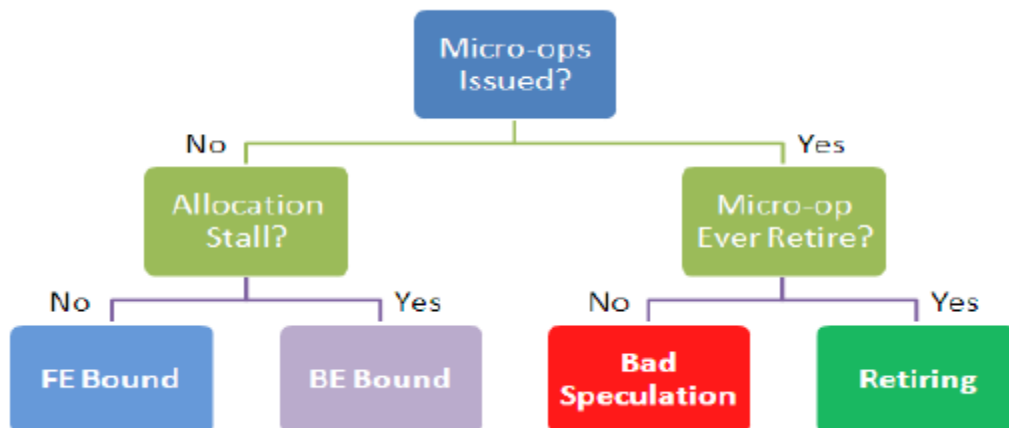 Micro-ops
Issued?
No
Yes
Allocation
Stall?
Micro-op
Ever Retire?
No
Yes
No
Yes
FE Bound
BE Bound
Bad
Speculation
Retiring